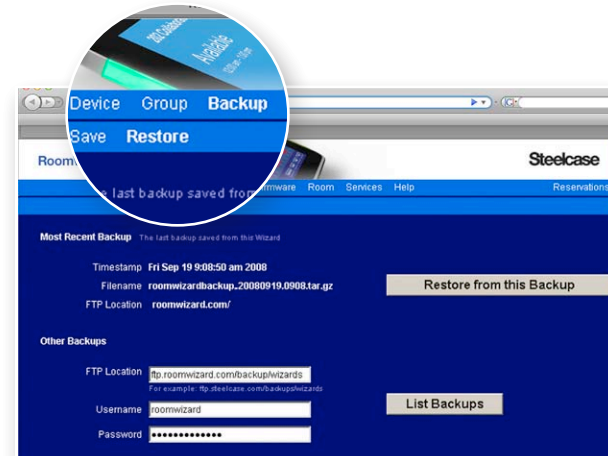 202 Collaboration
Available
Device Group Backup
Save Restore
Steelcase
last backup saved from
Room Services Help Reservations
Most Recent Backup The last backup saved from this Wizard
Timestamp Fri Sep 19 9:08:50 am 2008
Filename roomwizardbackup.20080919.0908.tar.gz
Restore from this Backup
FTP Location roomwizard.com/
Other Backups
FTP Location ftp.roomwizard.com/backup/wizards
For example: ftp.steelcase.com/backups/wizards
List Backups
Username roomwizard
Password